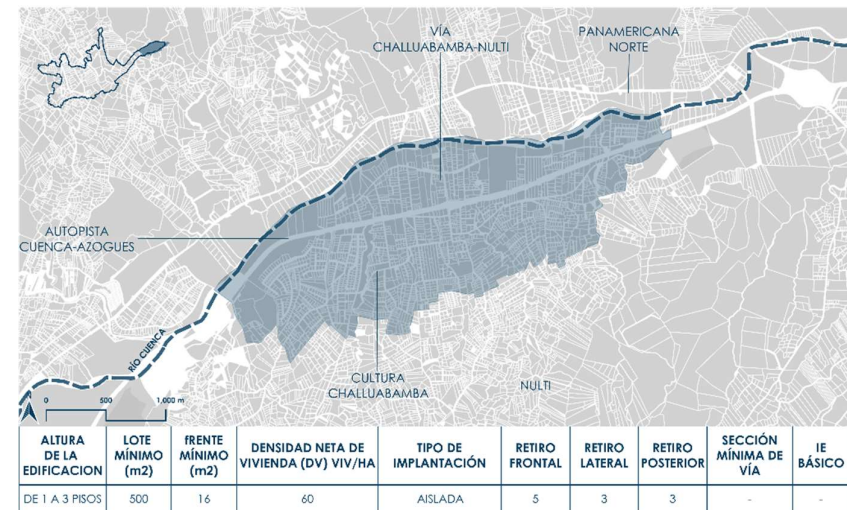 VÍA
CHALLUABAMBA-NULTI
PANAMERICANA
NORTE
AUTOPISTA
CUENCA-AZOGUES
RÍO CUENCA
CULTURA
CHALLUABAMBA
NULTI
0 500 1,000 m
ALTURA
DE LA
EDIFICACION
LOTE
MÍNIMO
(m2)
fRENTE
MÍNIMO
(m2)
DENSIDAD NETA DE
VIVIENDA (DV) VIV/HA
TIPO DE
IMPLANTACIÓN
RETIRO
FRONTAL
RETIRO
LATERAL
RETIRO
POSTERIOR
SECCIÓN
MÍNIMA DE
VÍA
IE
BÁSICO
DE 1 A 3 PISOS 500 16 60 AISLADA 5 3 3 - -